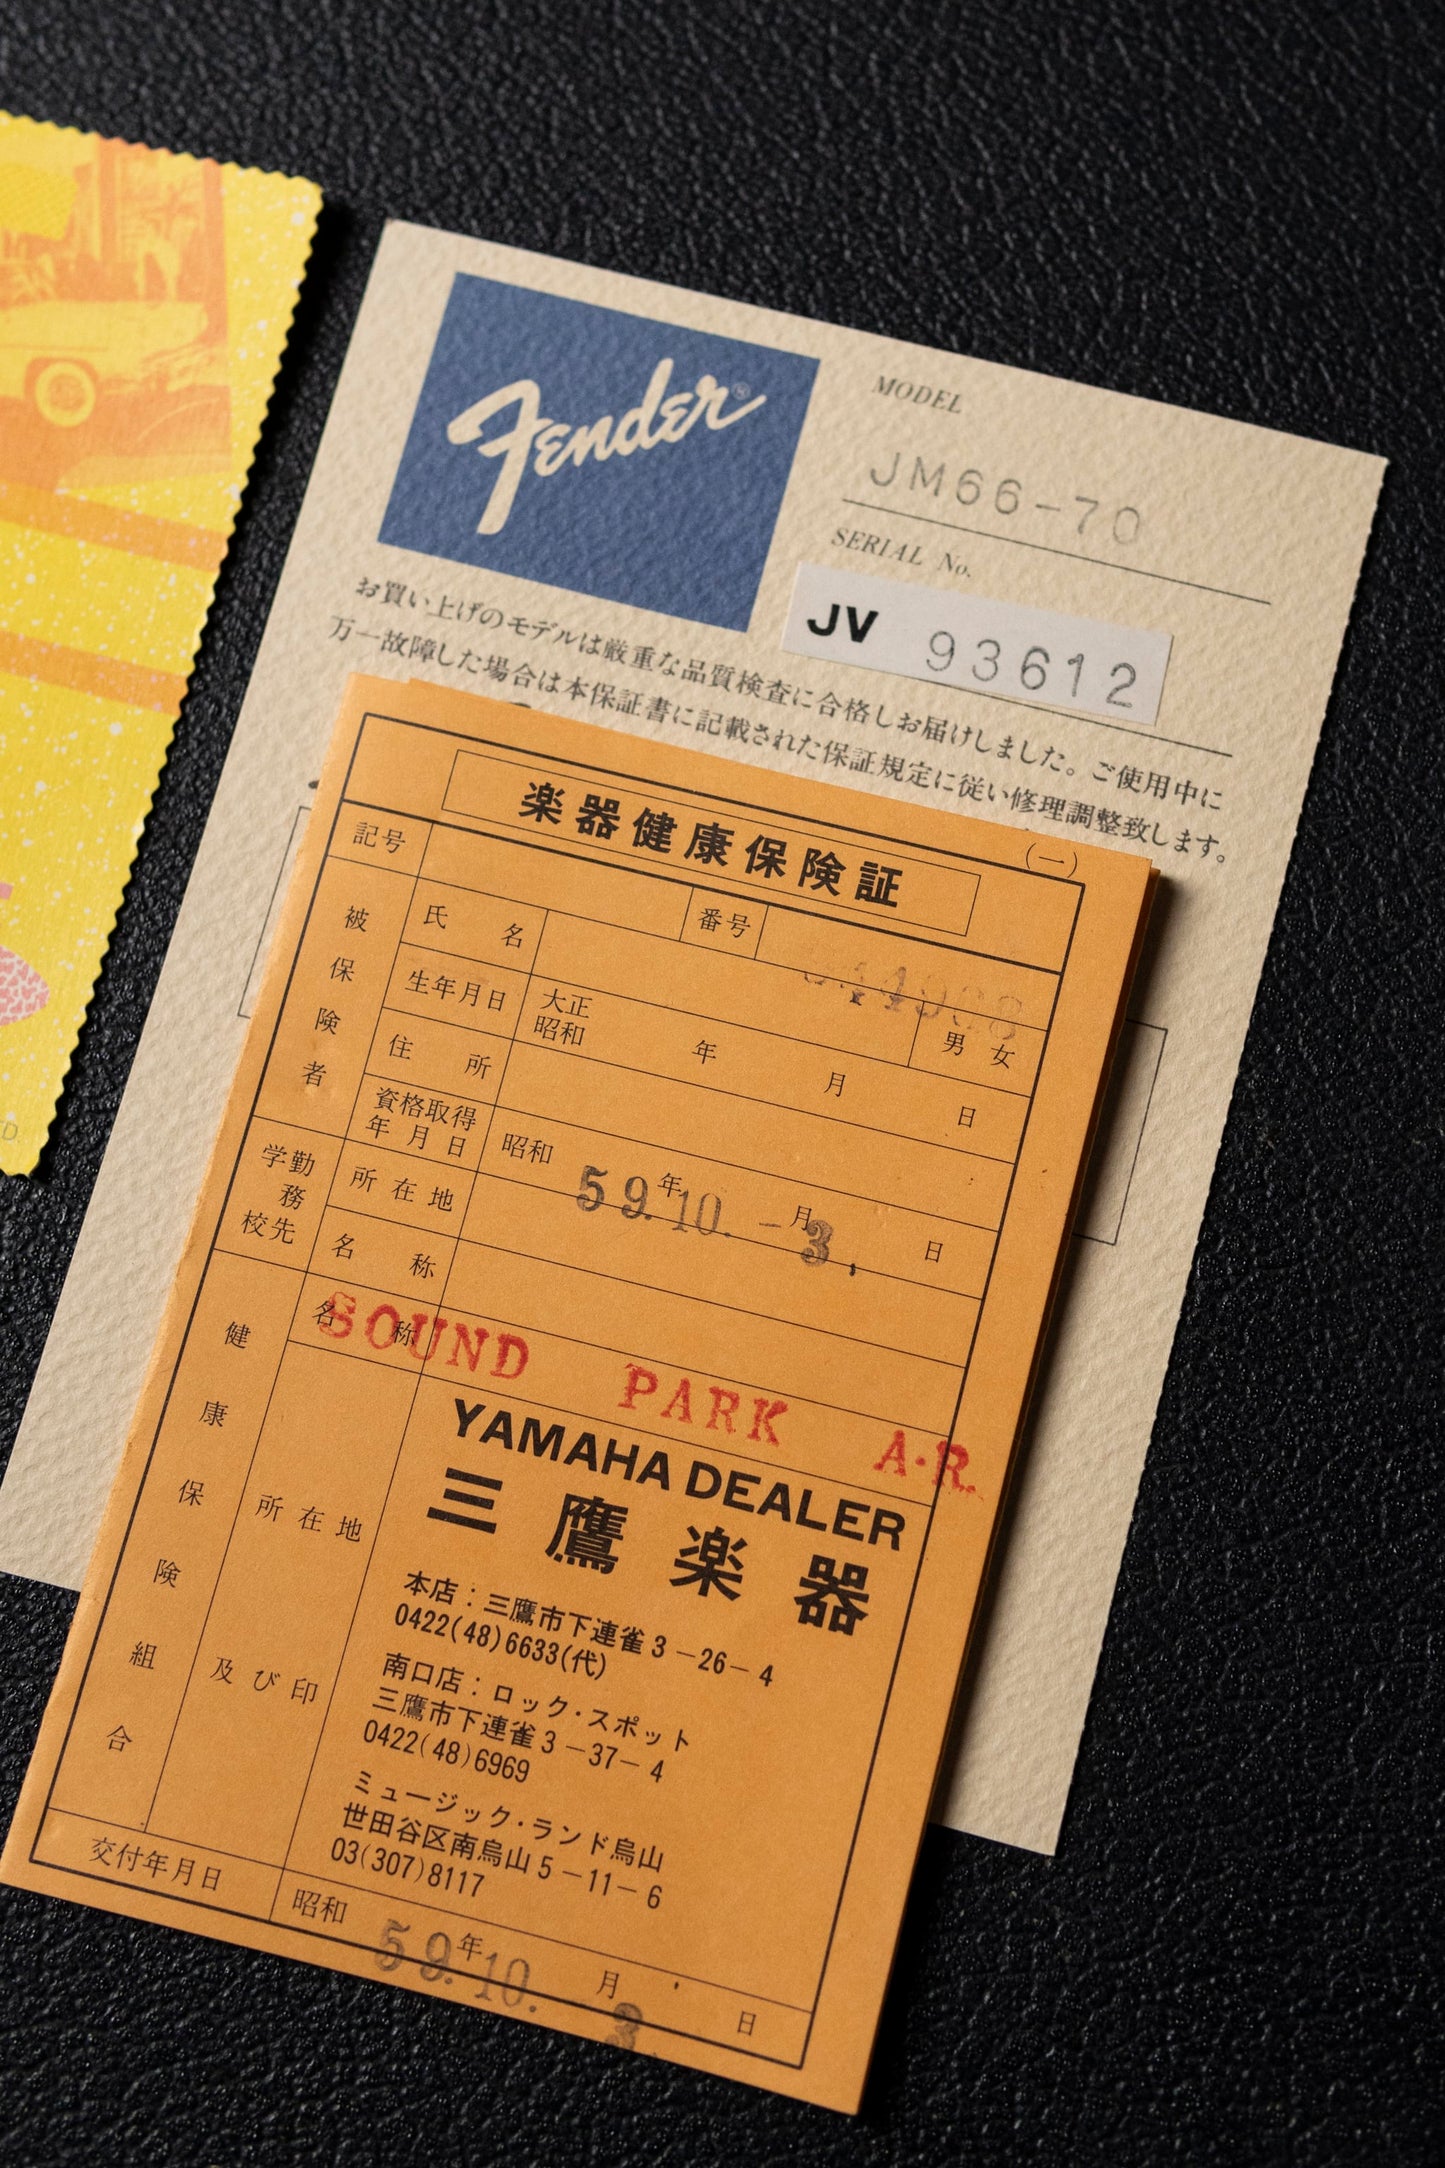 Fender®
MODEL
JM66-70
SERIAL No.
JV 93612
お買い上げのモデルは厳重な品質検査に合格しお届けしました。ご使用中に
万一故障した場合は本保証書に記載された保証規定に従い修理調整致します。
(一)
楽器健康保険証
記号
番号
被保険者
氏名
男 女
生年月日
大正
昭和
年 月 日
住所
資格取得
年月日
昭和 年 月 日
59.10.-3.
学勤
務
校先
所在地
名称
健康保険組合
名称
SOUND PARK A.R.
所在地
及び印
YAMAHA DEALER
三鷹楽器
本店:三鷹市下連雀3-26-4
0422(48)6633(代)
南口店:ロック・スポット
三鷹市下連雀3-37-4
0422(48)6969
ミュージック・ランド烏山
世田谷区南烏山5-11-6
03(307)8117
交付年月日
昭和 年 月 日
59.10.-3.